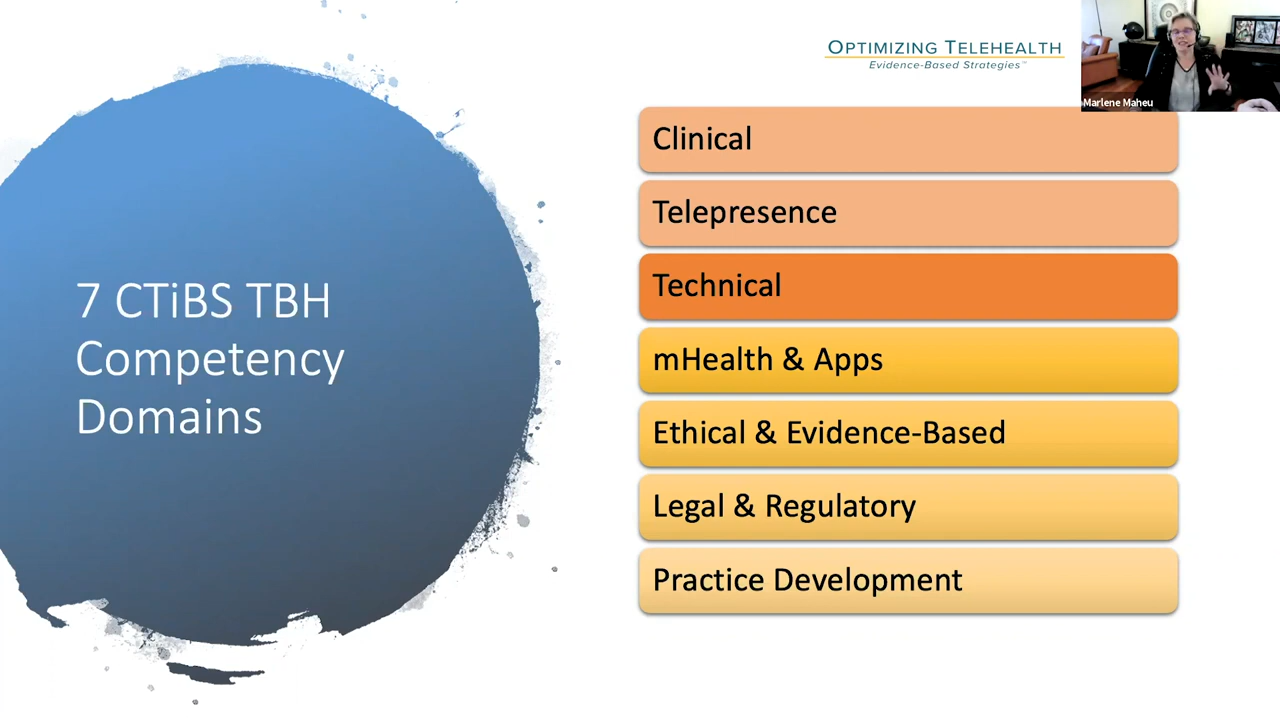 OPTIMIZING TELEHEALTH
Evidence-Based Strategies™
Marlene Maheu
7 CTiBS TBH
Competency
Domains
Clinical
Telepresence
Technical
mHealth & Apps
Ethical & Evidence-Based
Legal & Regulatory
Practice Development